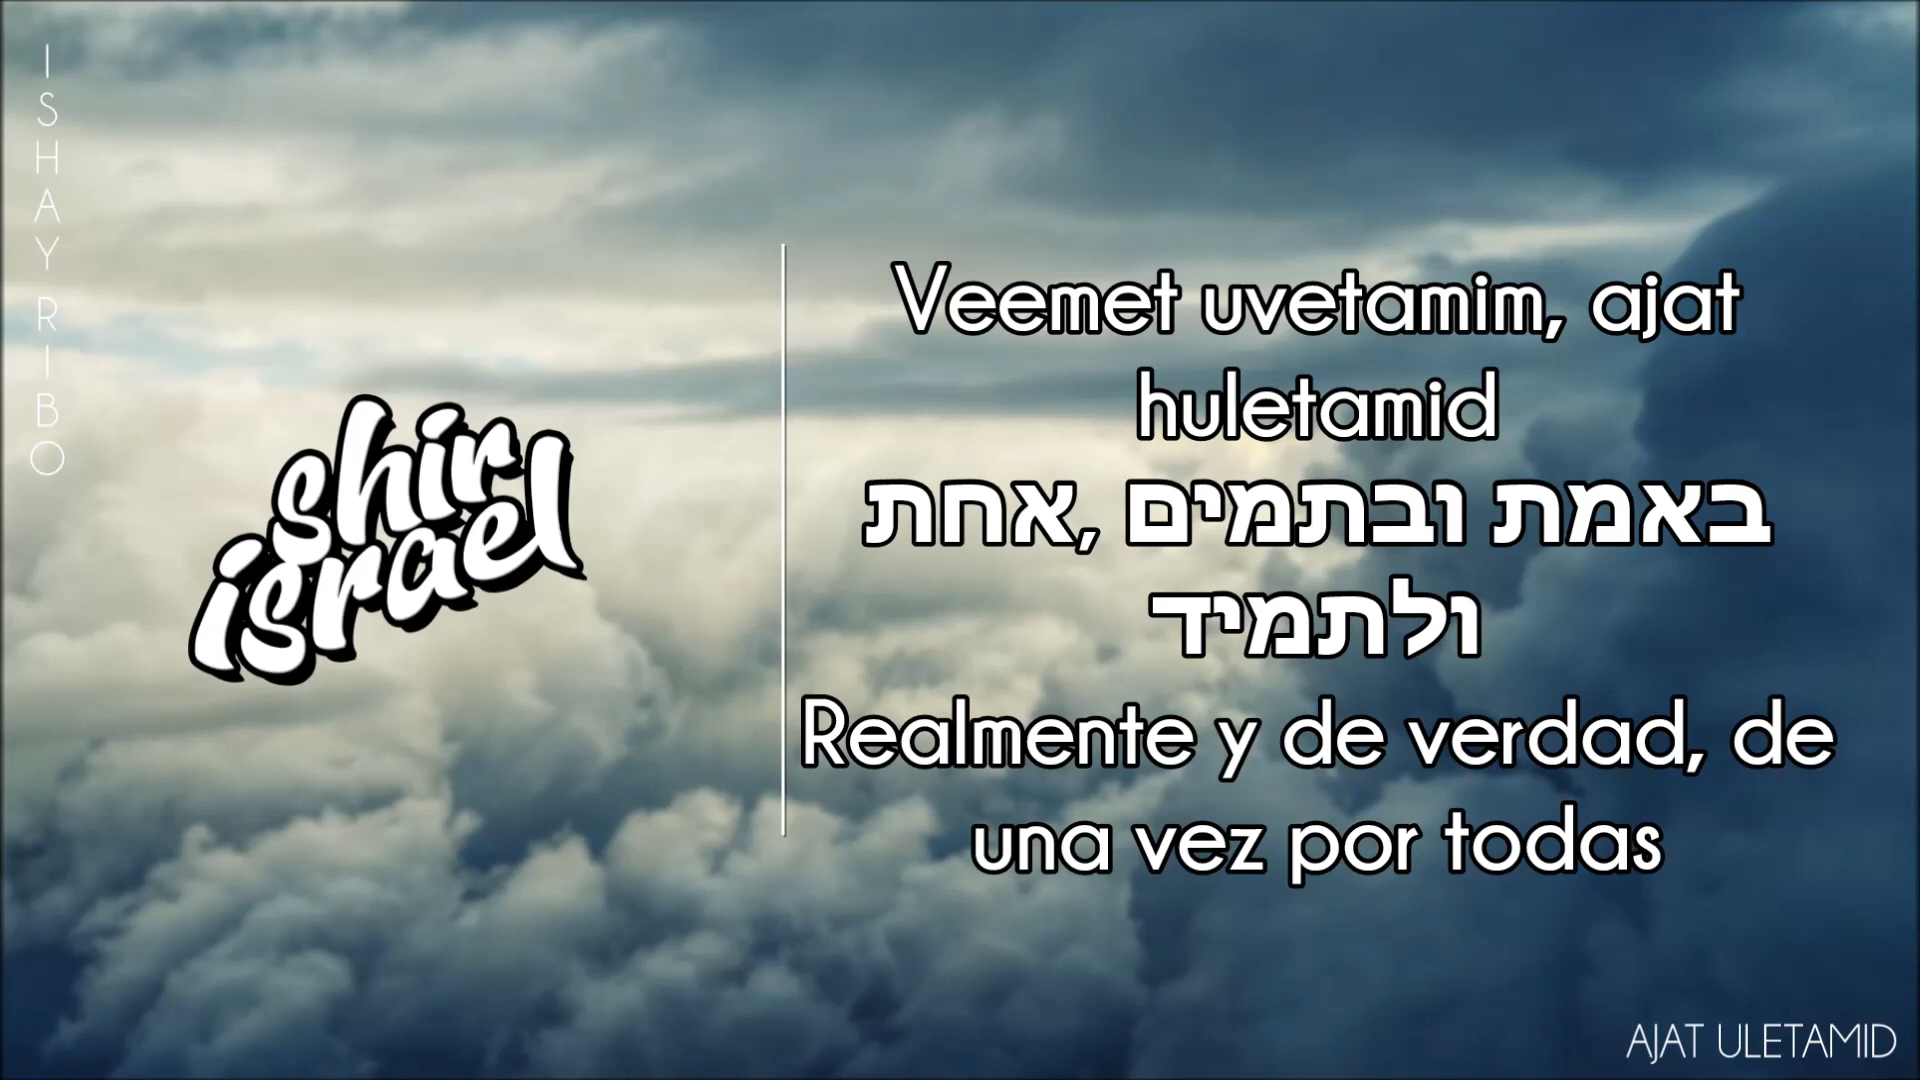 ISHAY RIBO
shir
israel
Veemet uvetamim, ajat
huletamid
באמת ובתמים ,אחת
ולתמיד
Realmente y de verdad, de
una vez por todas
AJAT ULETAMID